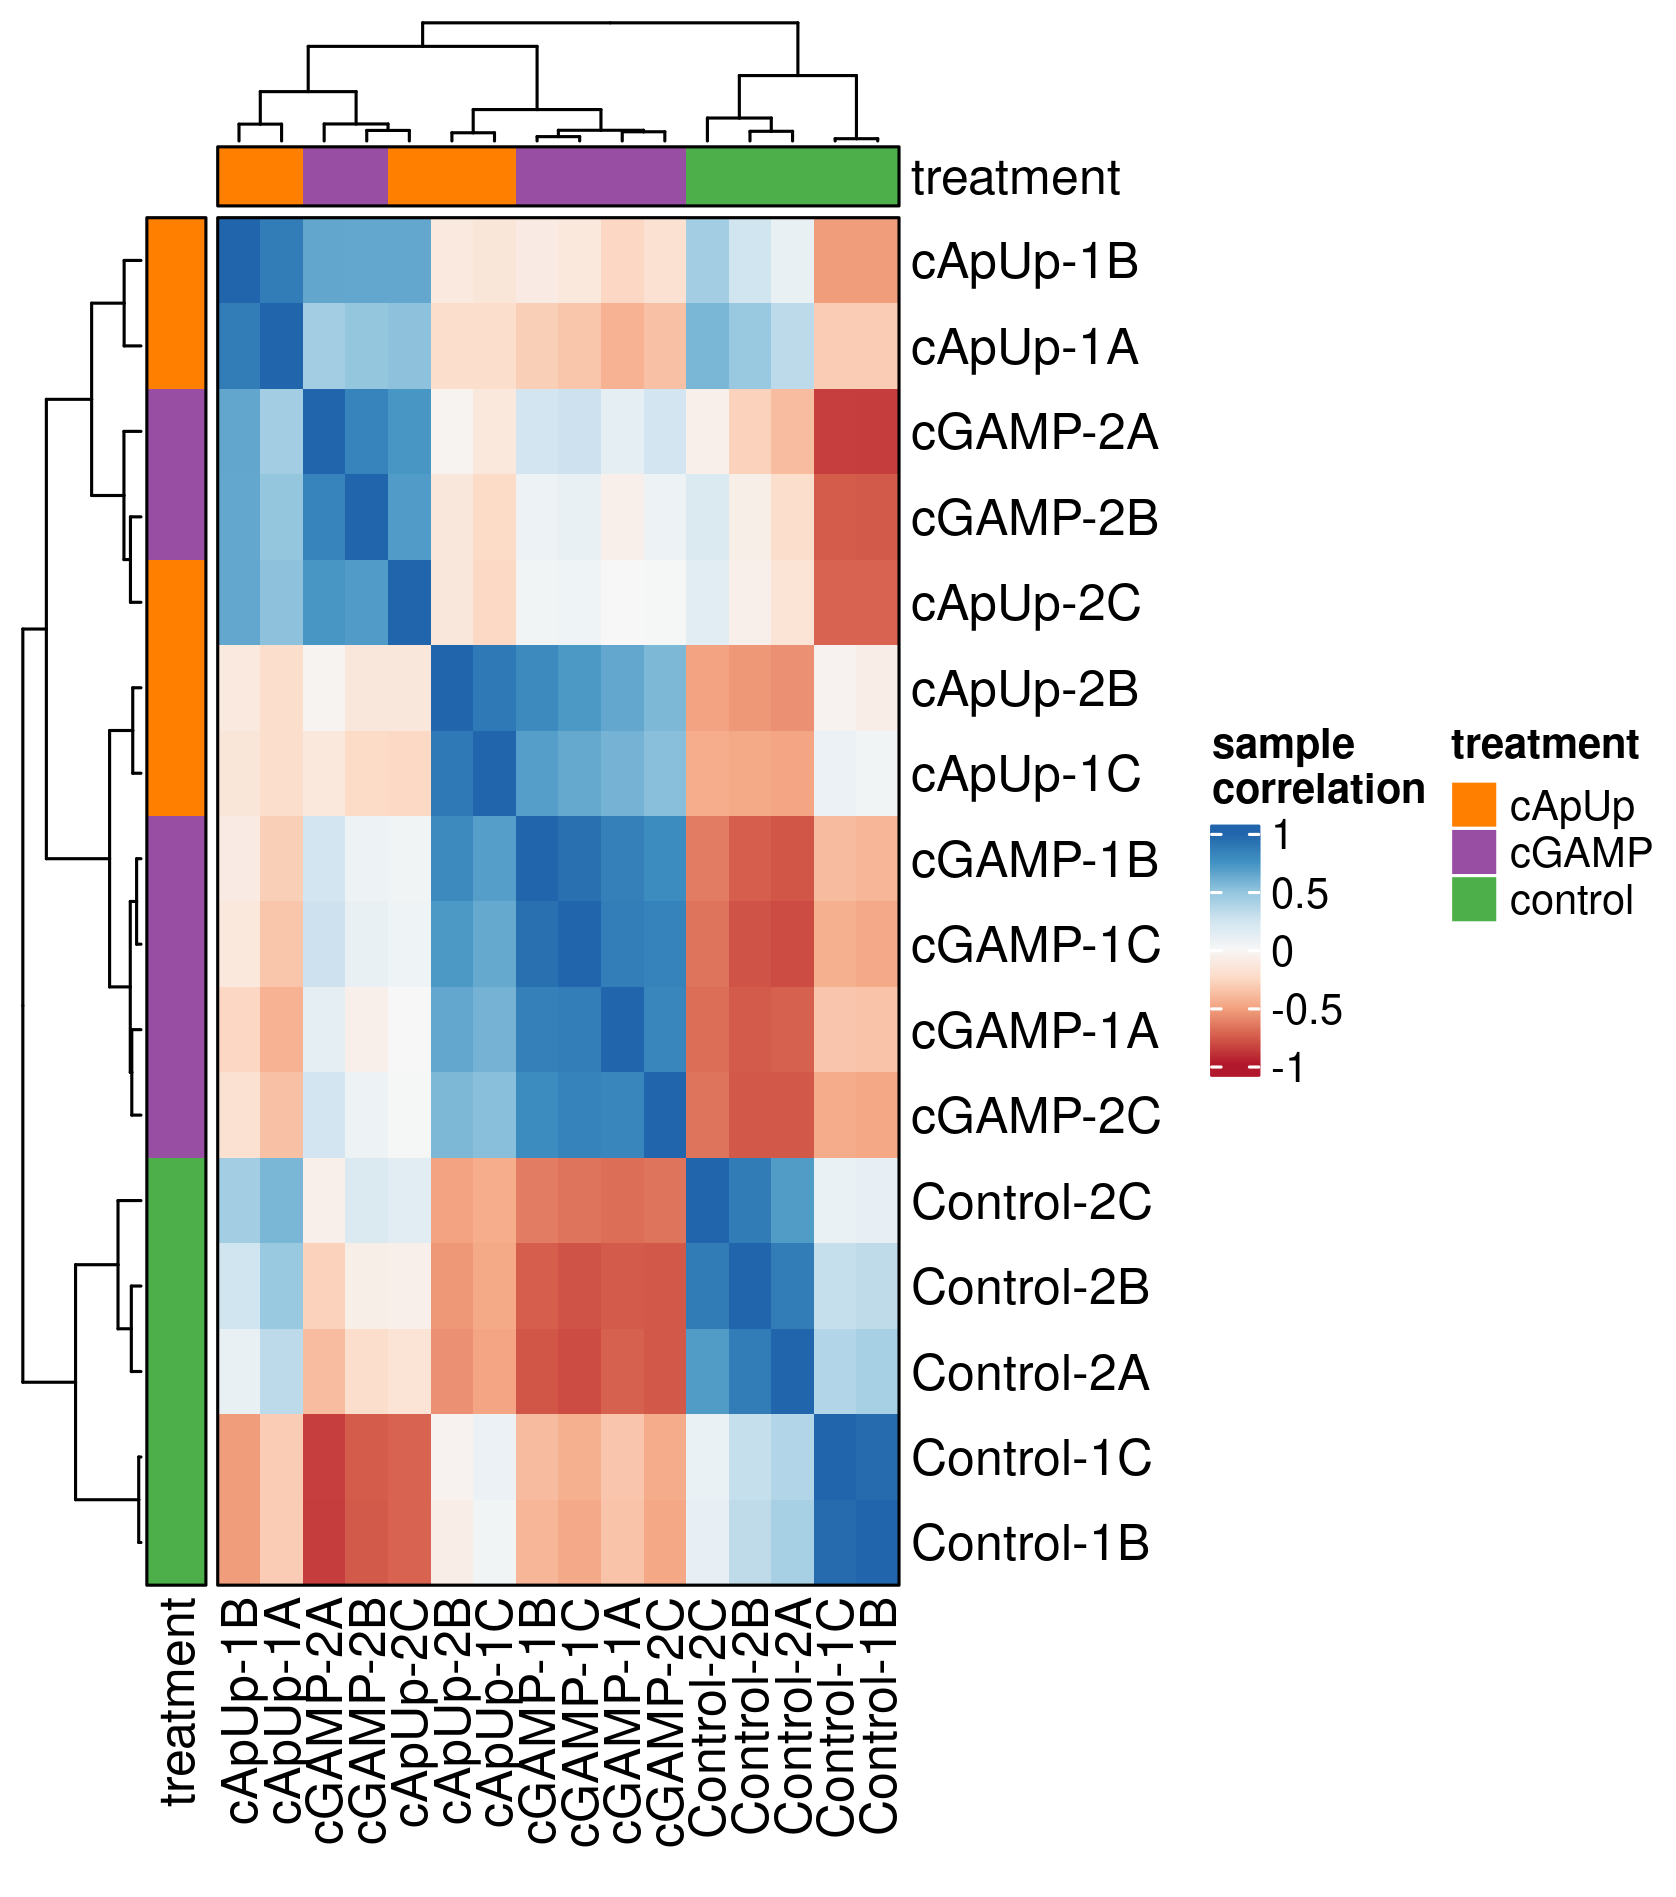 treatment
cApUp-1B
cApUp-1A
cGAMP-2A
cGAMP-2B
cApUp-2C
cApUp-2B
cApUp-1C
cGAMP-1B
cGAMP-1C
cGAMP-1A
cGAMP-2C
Control-2C
Control-2B
Control-2A
Control-1C
Control-1B
sample
correlation
1
0.5
0
-0.5
-1
treatment
cApUp
cGAMP
control
treatment
cApUp-1B
cApUp-1A
cGAMP-2A
cGAMP-2B
cApUp-2C
cApUp-2B
cApUp-1C
cGAMP-1B
cGAMP-1C
cGAMP-1A
cGAMP-2C
Control-2C
Control-2B
Control-2A
Control-1C
Control-1B